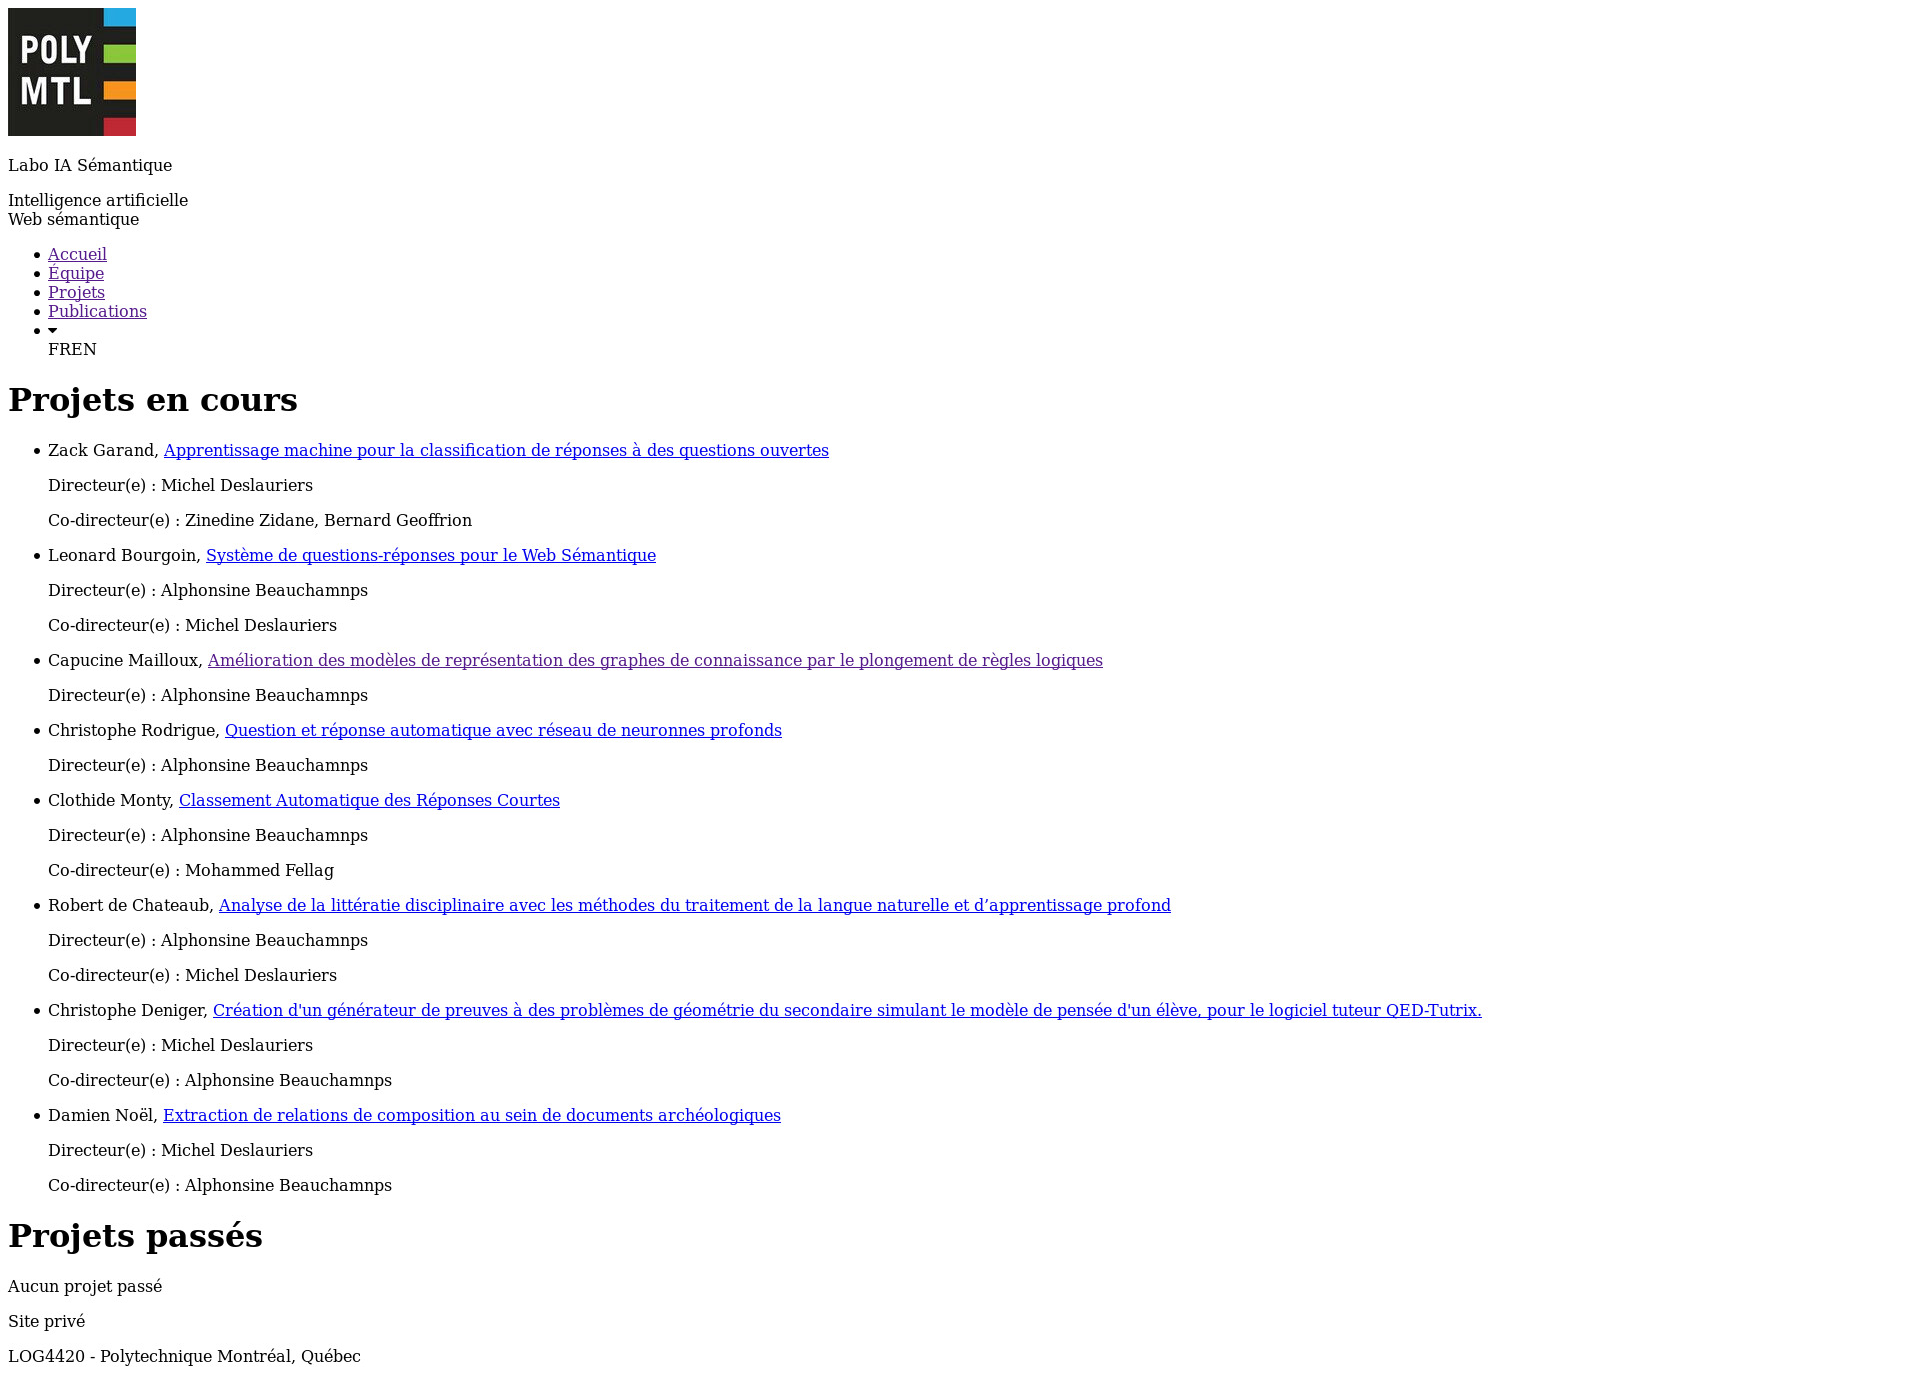 POLY
MTL
Labo IA Sémantique
Intelligence artificielle
Web sémantique
Accueil
Équipe
Projets
Publications
FREN
Projets en cours
Zack Garand, Apprentissage machine pour la classification de réponses à des questions ouvertes
Directeur(e) : Michel Deslauriers
Co-directeur(e) : Zinedine Zidane, Bernard Geoffrion
Leonard Bourgoin, Système de questions-réponses pour le Web Sémantique
Directeur(e) : Alphonsine Beauchamnps
Co-directeur(e) : Michel Deslauriers
Capucine Mailloux, Amélioration des modèles de représentation des graphes de connaissance par le plongement de règles logiques
Directeur(e) : Alphonsine Beauchamnps
Christophe Rodrigue, Question et réponse automatique avec réseau de neuronnes profonds
Directeur(e) : Alphonsine Beauchamnps
Clothide Monty, Classement Automatique des Réponses Courtes
Directeur(e) : Alphonsine Beauchamnps
Co-directeur(e) : Mohammed Fellag
Robert de Chateaub, Analyse de la littératie disciplinaire avec les méthodes du traitement de la langue naturelle et d’apprentissage profond
Directeur(e) : Alphonsine Beauchamnps
Co-directeur(e) : Michel Deslauriers
Christophe Deniger, Création d'un générateur de preuves à des problèmes de géométrie du secondaire simulant le modèle de pensée d'un élève, pour le logiciel tuteur QED-Tutrix.
Directeur(e) : Michel Deslauriers
Co-directeur(e) : Alphonsine Beauchamnps
Damien Noël, Extraction de relations de composition au sein de documents archéologiques
Directeur(e) : Michel Deslauriers
Co-directeur(e) : Alphonsine Beauchamnps
Projets passés
Aucun projet passé
Site privé
LOG4420 - Polytechnique Montréal, Québec